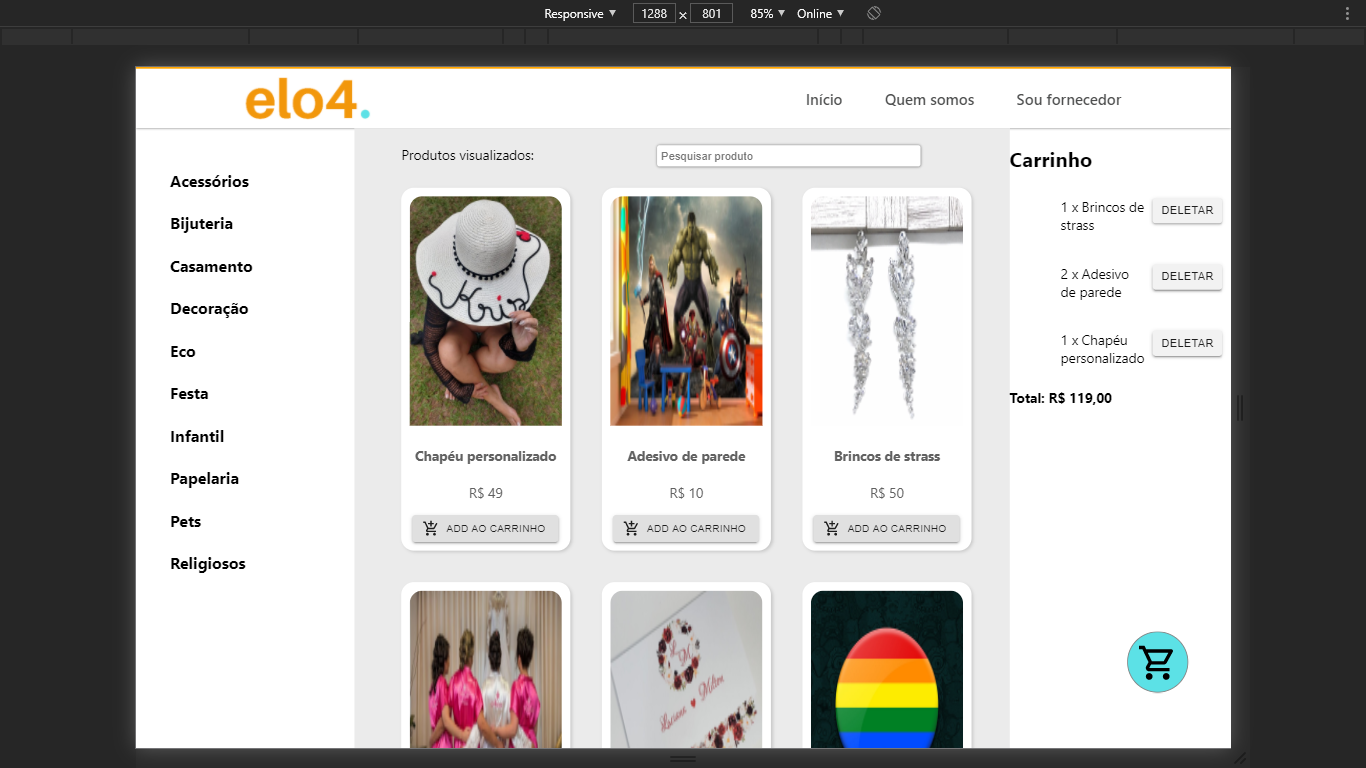 Responsive 1288 × 801 85% Online
elo4.
Início Quem somos Sou fornecedor
Acessórios
Bijuteria
Casamento
Decoração
Eco
Festa
Infantil
Papelaria
Pets
Religiosos
Produtos visualizados:
Pesquisar produto
Chapéu personalizado
R$ 49
ADD AO CARRINHO
Adesivo de parede
R$ 10
ADD AO CARRINHO
Brincos de strass
R$ 50
ADD AO CARRINHO
Carrinho
1 x Brincos de
strass
DELETAR
2 x Adesivo
de parede
DELETAR
1 x Chapéu
personalizado
DELETAR
Total: R$ 119,00